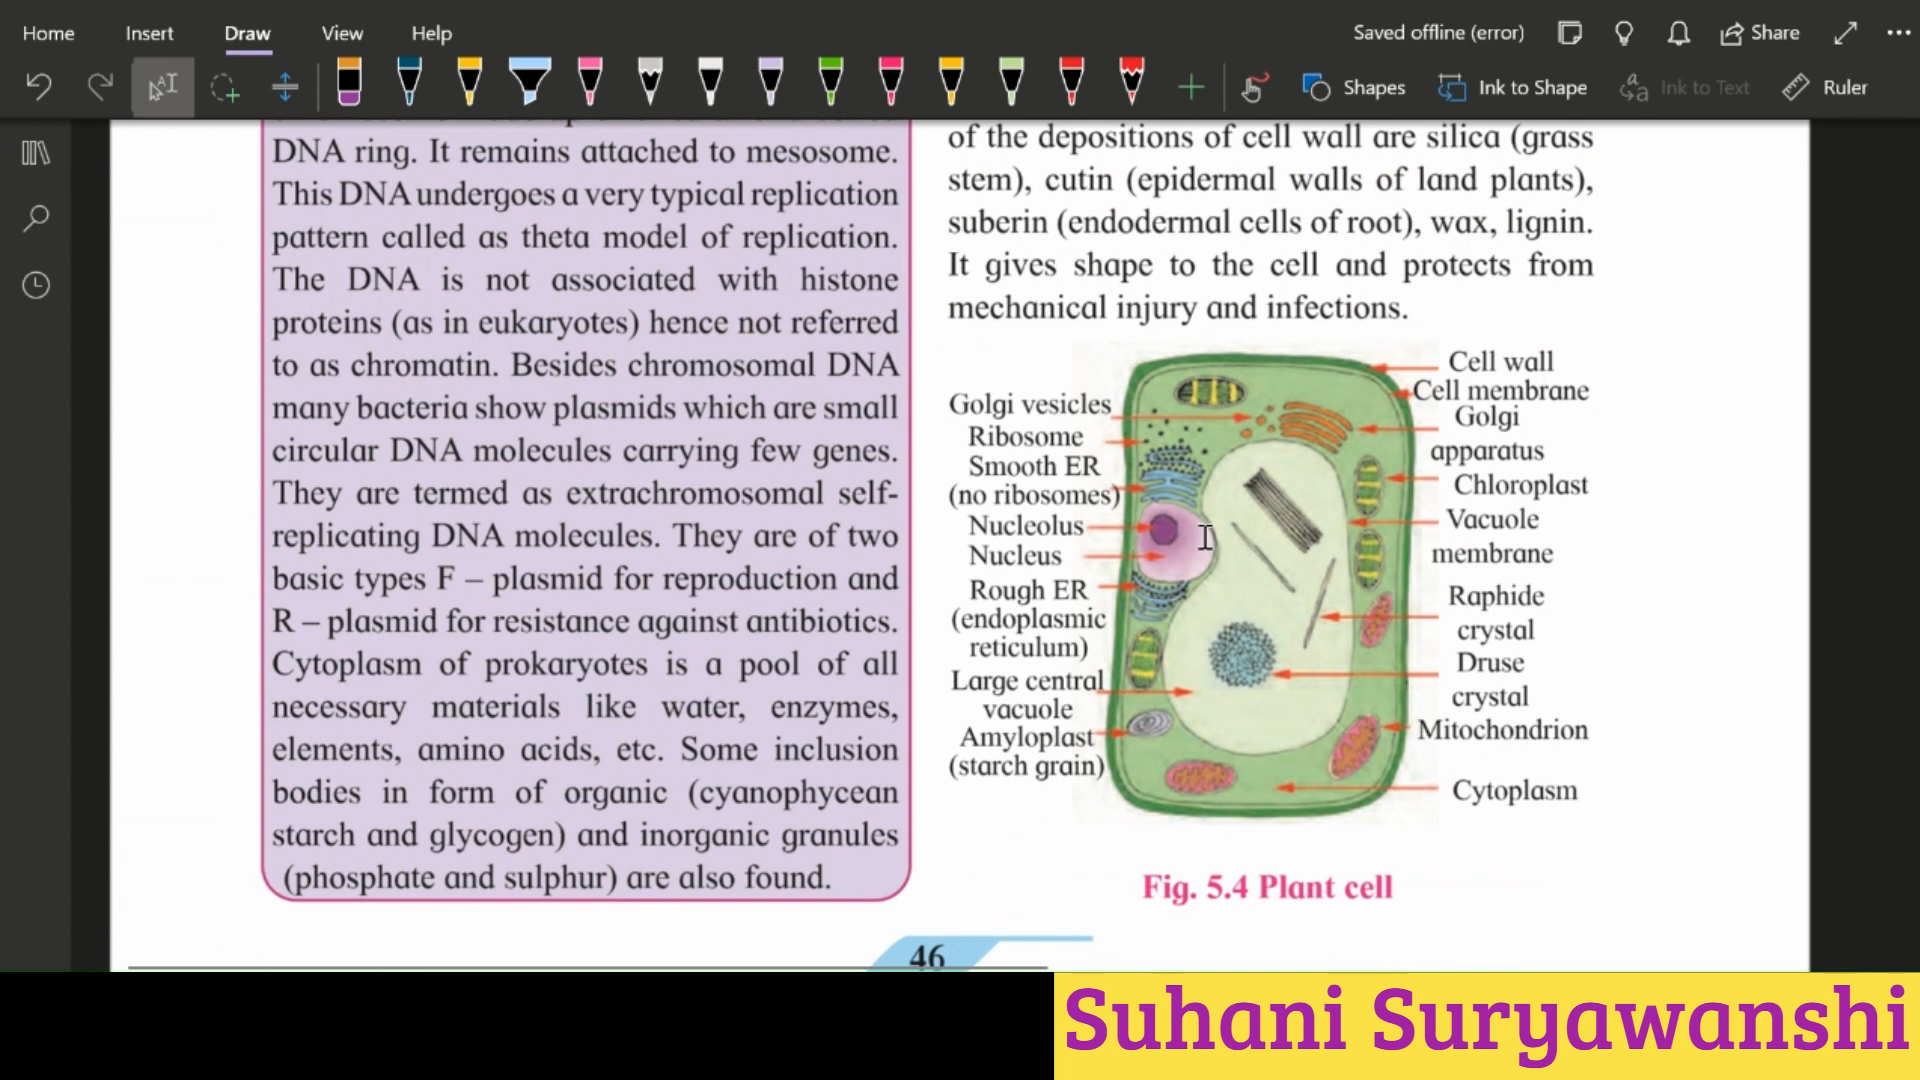 Home Insert Draw View Help
Saved offline (error) Share
Shapes Ink to Shape Ink to Text Ruler
DNA ring. It remains attached to mesosome.
This DNA undergoes a very typical replication
pattern called as theta model of replication.
The DNA is not associated with histone
proteins (as in eukaryotes) hence not referred
to as chromatin. Besides chromosomal DNA
many bacteria show plasmids which are small
circular DNA molecules carrying few genes.
They are termed as extrachromosomal self-
replicating DNA molecules. They are of two
basic types F – plasmid for reproduction and
R – plasmid for resistance against antibiotics.
Cytoplasm of prokaryotes is a pool of all
necessary materials like water, enzymes,
elements, amino acids, etc. Some inclusion
bodies in form of organic (cyanophycean
starch and glycogen) and inorganic granules
(phosphate and sulphur) are also found.
of the depositions of cell wall are silica (grass
stem), cutin (epidermal walls of land plants),
suberin (endodermal cells of root), wax, lignin.
It gives shape to the cell and protects from
mechanical injury and infections.
Golgi vesicles
Ribosome
Smooth ER
(no ribosomes)
Nucleolus
Nucleus
Rough ER
(endoplasmic
reticulum)
Large central
vacuole
Amyloplast
(starch grain)
Cell wall
Cell membrane
Golgi
apparatus
Chloroplast
Vacuole
membrane
Raphide
crystal
Druse
crystal
Mitochondrion
Cytoplasm
Fig. 5.4 Plant cell
46
Suhani Suryawanshi